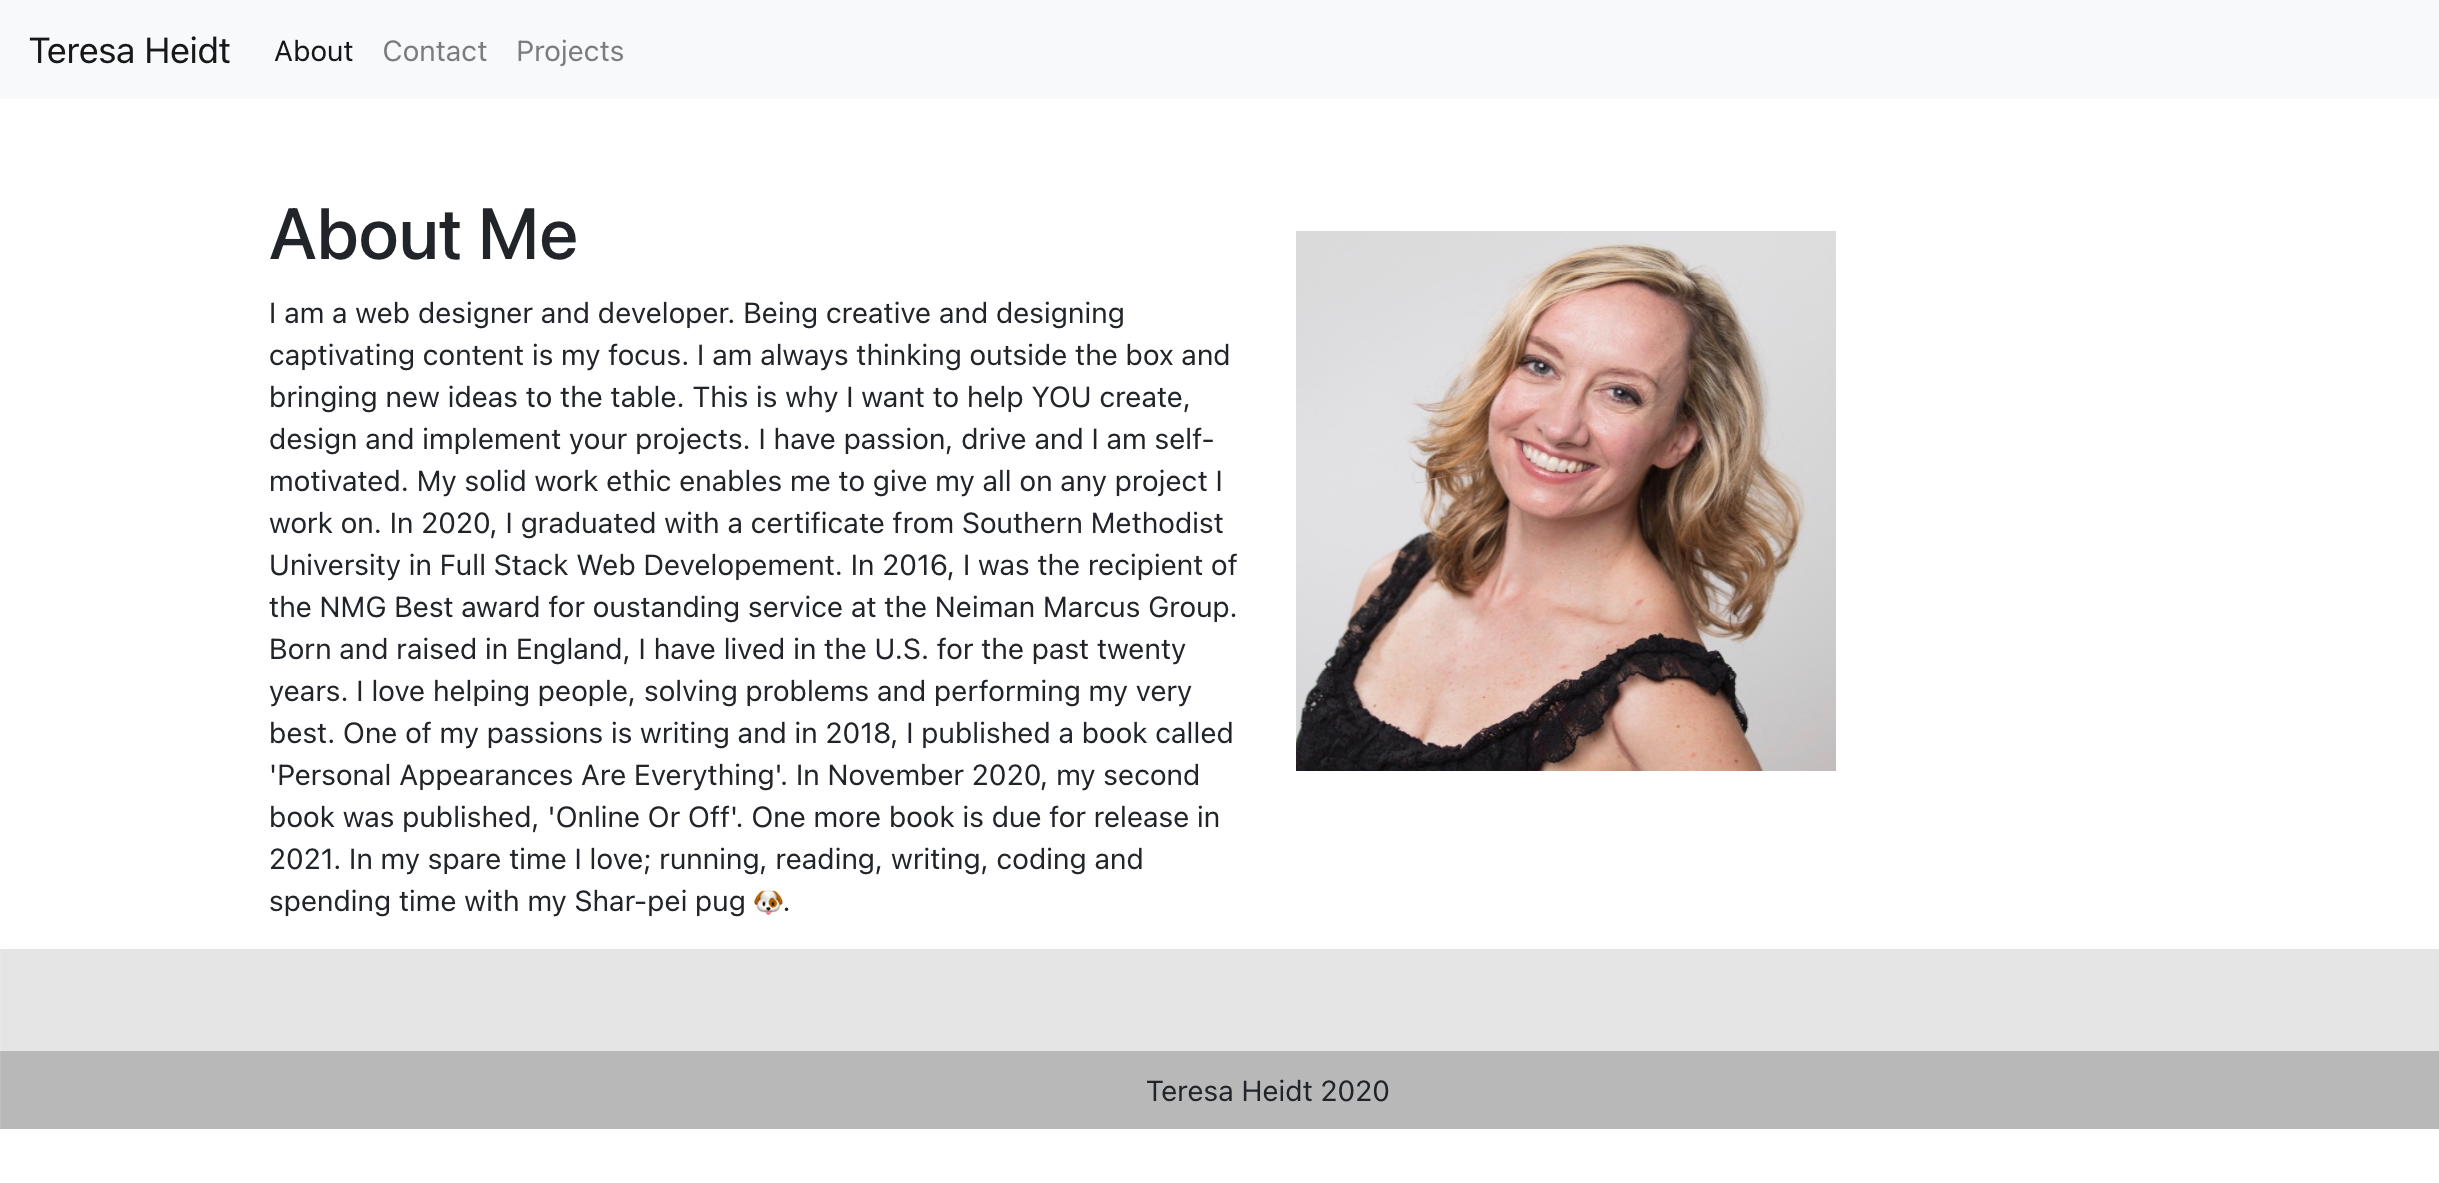 Teresa Heidt About Contact Projects
About Me
I am a web designer and developer. Being creative and designing
captivating content is my focus. I am always thinking outside the box and
bringing new ideas to the table. This is why I want to help YOU create,
design and implement your projects. I have passion, drive and I am self-
motivated. My solid work ethic enables me to give my all on any project I
work on. In 2020, I graduated with a certificate from Southern Methodist
University in Full Stack Web Developement. In 2016, I was the recipient of
the NMG Best award for oustanding service at the Neiman Marcus Group.
Born and raised in England, I have lived in the U.S. for the past twenty
years. I love helping people, solving problems and performing my very
best. One of my passions is writing and in 2018, I published a book called
'Personal Appearances Are Everything'. In November 2020, my second
book was published, 'Online Or Off'. One more book is due for release in
2021. In my spare time I love; running, reading, writing, coding and
spending time with my Shar-pei pug 🐶.
Teresa Heidt 2020